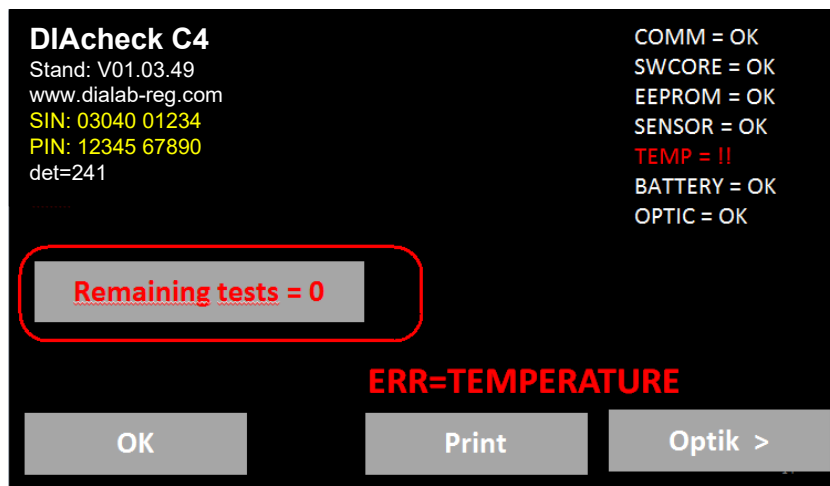 DIAcheck C4
Stand: V01.03.49
www.dialab-reg.com
SIN: 03040 01234
PIN: 12345 67890
det=241
COMM = OK
SWCORE = OK
EEPROM = OK
SENSOR = OK
TEMP = !!
BATTERY = OK
OPTIC = OK
Remaining tests = 0
ERR=TEMPERATURE
OK
Print
Optik >